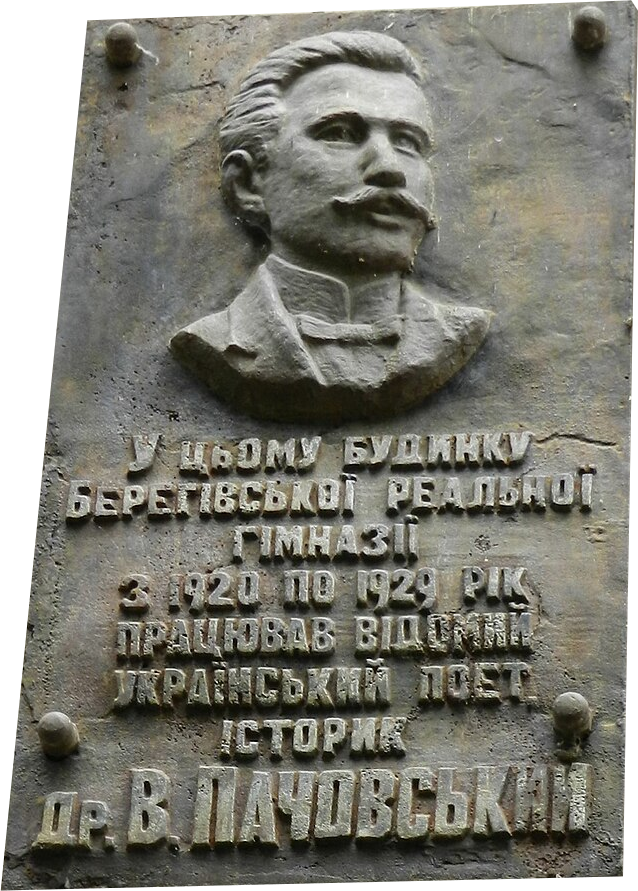 У ЦЬОМУ БУДИНКУ
БЕРЕГІВСЬКОЇ РЕАЛЬНОЇ
ГІМНАЗІЇ
З 1920 ПО 1929 РІК
ПРАЦЮВАВ ВІДОМИЙ
УКРАЇНСЬКИЙ ПОЕТ,
ІСТОРИК
ДР. В. ПАЧОВСЬКИЙ